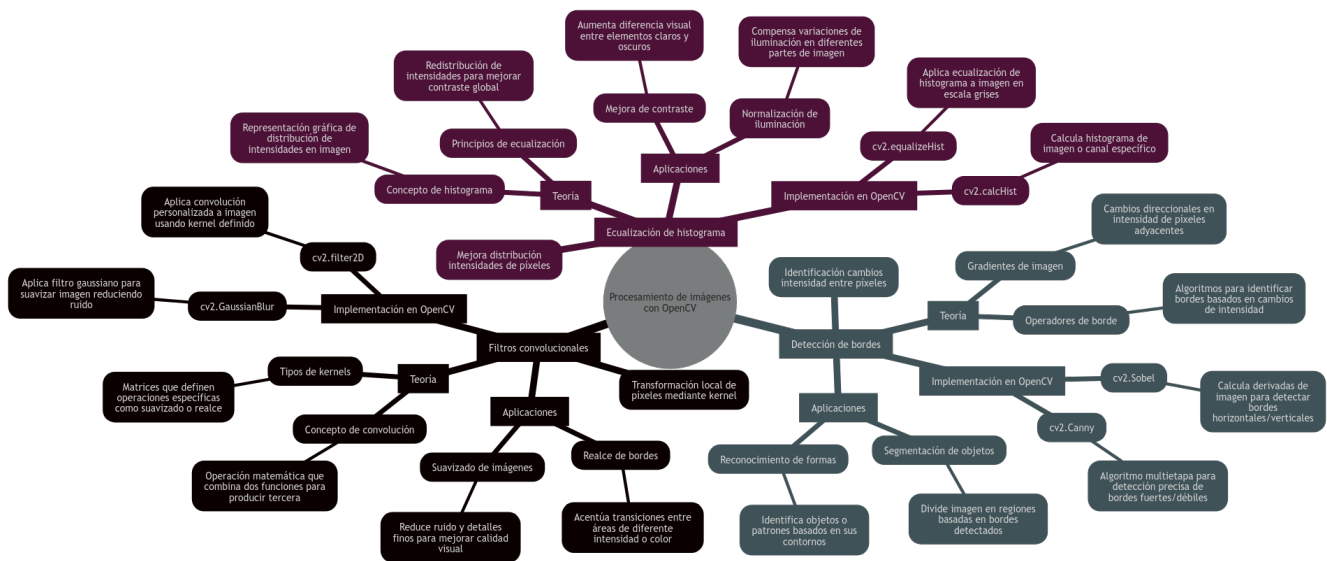 Aumenta diferencia visual
entre elementos claros y
oscuros
Compensa variaciones de
iluminación en diferentes
partes de imagen
Redistribución de
intensidades para mejorar
contraste global
Aplica ecualización de
histograma a imagen en
escala grises
Mejora de contraste
Normalización de
iluminación
Representación gráfica de
distribución de
intensidades en imagen
Principios de ecualización
cv2.equalizeHist
Calcula histograma de
imagen o canal específico
Aplicaciones
Concepto de histograma
Teoría
Implementación en OpenCV
cv2.calcHist
Ecualización de histograma
Mejora distribución
intensidades de píxeles
Aplica convolución
personalizada a imagen
usando kernel definido
cv2.filter2D
Aplica filtro gaussiano para
suavizar imagen reduciendo
ruido
cv2.GaussianBlur
Implementación en OpenCV
Procesamiento de imágenes
con OpenCV
Identificación cambios
intensidad entre píxeles
Cambios direccionales en
intensidad de píxeles
adyacentes
Gradientes de imagen
Teoría
Operadores de borde
Algoritmos para identificar
bordes basados en cambios
de intensidad
Filtros convolucionales
Detección de bordes
Tipos de kernels
Teoría
Matrices que definen
operaciones específicas
como suavizado o realce
Transformación local de
píxeles mediante kernel
Implementación en OpenCV
cv2.Sobel
Calcula derivadas de
imagen para detectar
bordes
horizontales/verticales
Concepto de convolución
Aplicaciones
Aplicaciones
cv2.Canny
Operación matemática que
combina dos funciones para
producir tercera
Suavizado de imágenes
Realce de bordes
Reconocimiento de formas
Segmentación de objetos
Algoritmo multietapa para
detección precisa de
bordes fuertes/débiles
Reduce ruido y detalles
finos para mejorar calidad
visual
Acentúa transiciones entre
áreas de diferente
intensidad o color
Identifica objetos o
patrones basados en sus
contornos
Divide imagen en regiones
basadas en bordes
detectados